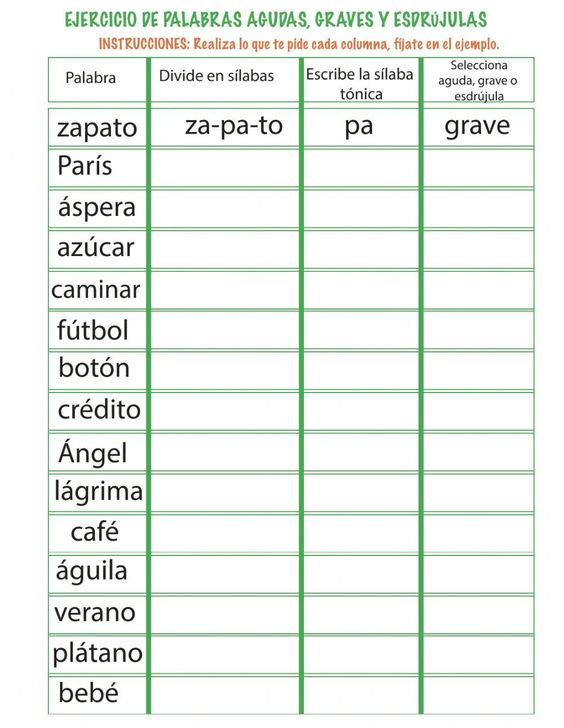 EJERCICIO DE PALABRAS AGUDAS, GRAVES Y ESDRÚJULAS
INSTRUCCIONES: Realiza lo que te pide cada columna, fíjate en el ejemplo.
Palabra
Divide en sílabas
Escribe la sílaba
tónica
Selecciona
aguda, grave o
esdrújula
zapato za-pa-to pa grave
París
áspera
azúcar
caminar
fútbol
botón
crédito
Ángel
lágrima
café
águila
verano
plátano
bebé